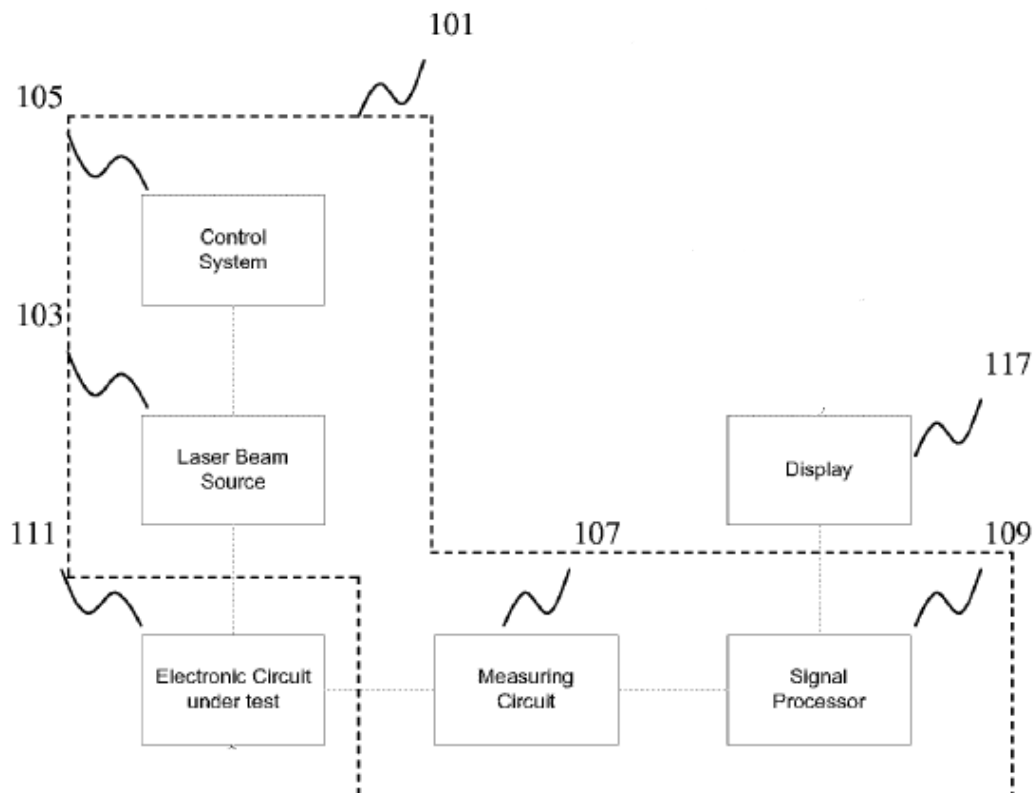 101
105
Control
System
103
117
Laser Beam
Source
Display
111
107
109
Electronic Circuit
under test
Measuring
Circuit
Signal
Processor